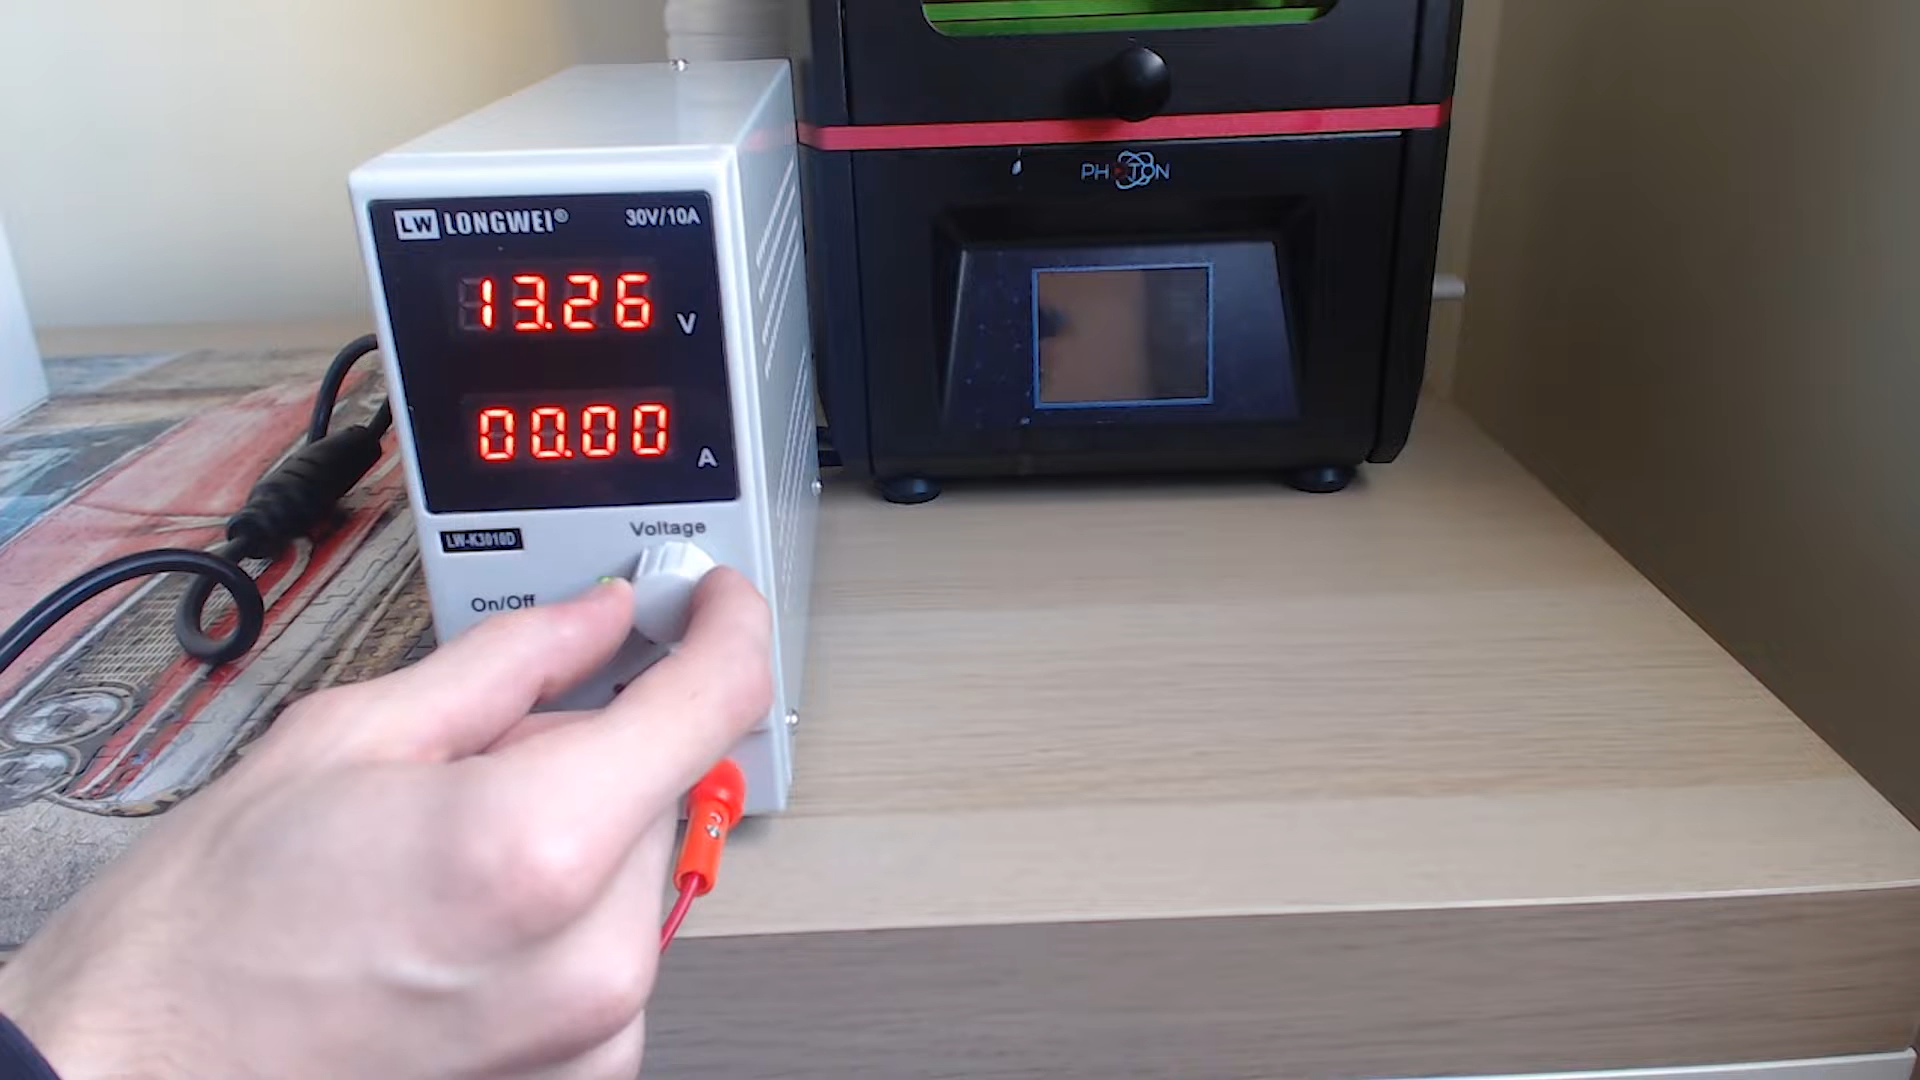 LW LONGWEI® 30V/10A
13.26 V
00.00 A
LW-K3010D
Voltage
On/Off
PHOTON